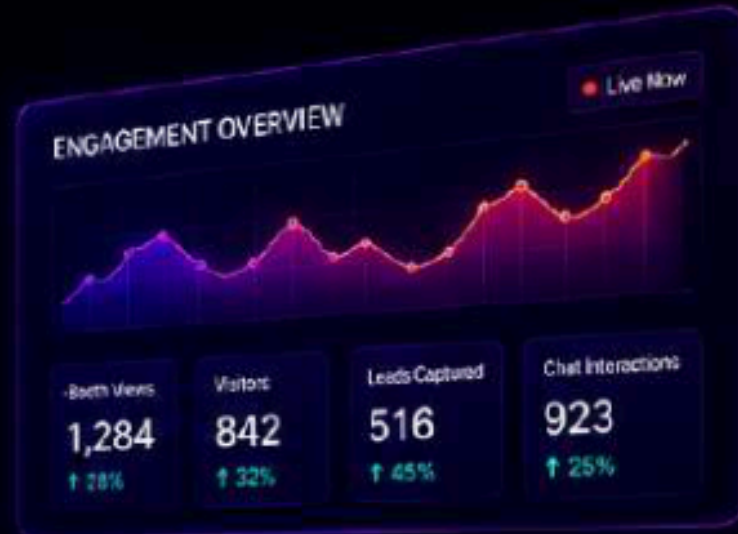 ENGAGEMENT OVERVIEW
Live Now
Booth Views
1,284
↑ 28%
Visitors
842
↑ 32%
Leads Captured
516
↑ 45%
Chat Interactions
923
↑ 25%